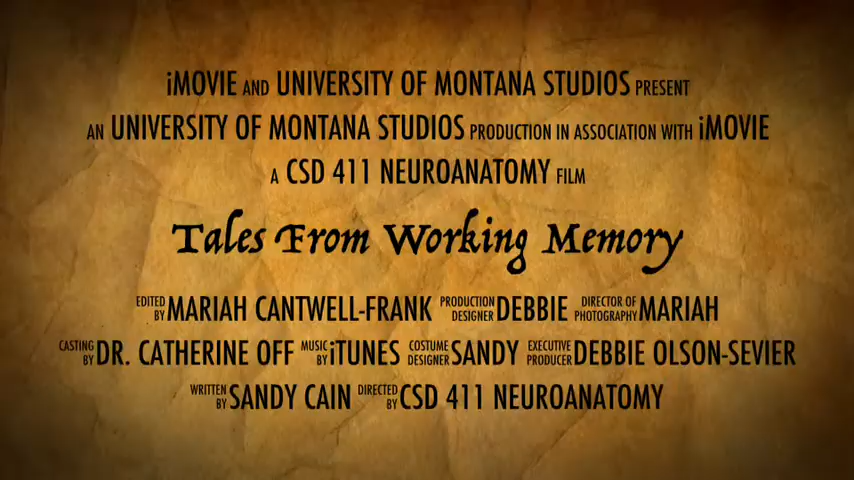 iMOVIE AND UNIVERSITY OF MONTANA STUDIOS PRESENT
AN UNIVERSITY OF MONTANA STUDIOS PRODUCTION IN ASSOCIATION WITH iMOVIE
A CSD 411 NEUROANATOMY FILM
Tales From Working Memory
EDITED BY MARIAH CANTWELL-FRANK PRODUCTION DESIGNER DEBBIE DIRECTOR OF PHOTOGRAPHY MARIAH
CASTING BY DR. CATHERINE OFF MUSIC BY iTUNES COSTUME DESIGNER SANDY EXECUTIVE PRODUCER DEBBIE OLSON-SEVIER
WRITTEN BY SANDY CAIN DIRECTED BY CSD 411 NEUROANATOMY